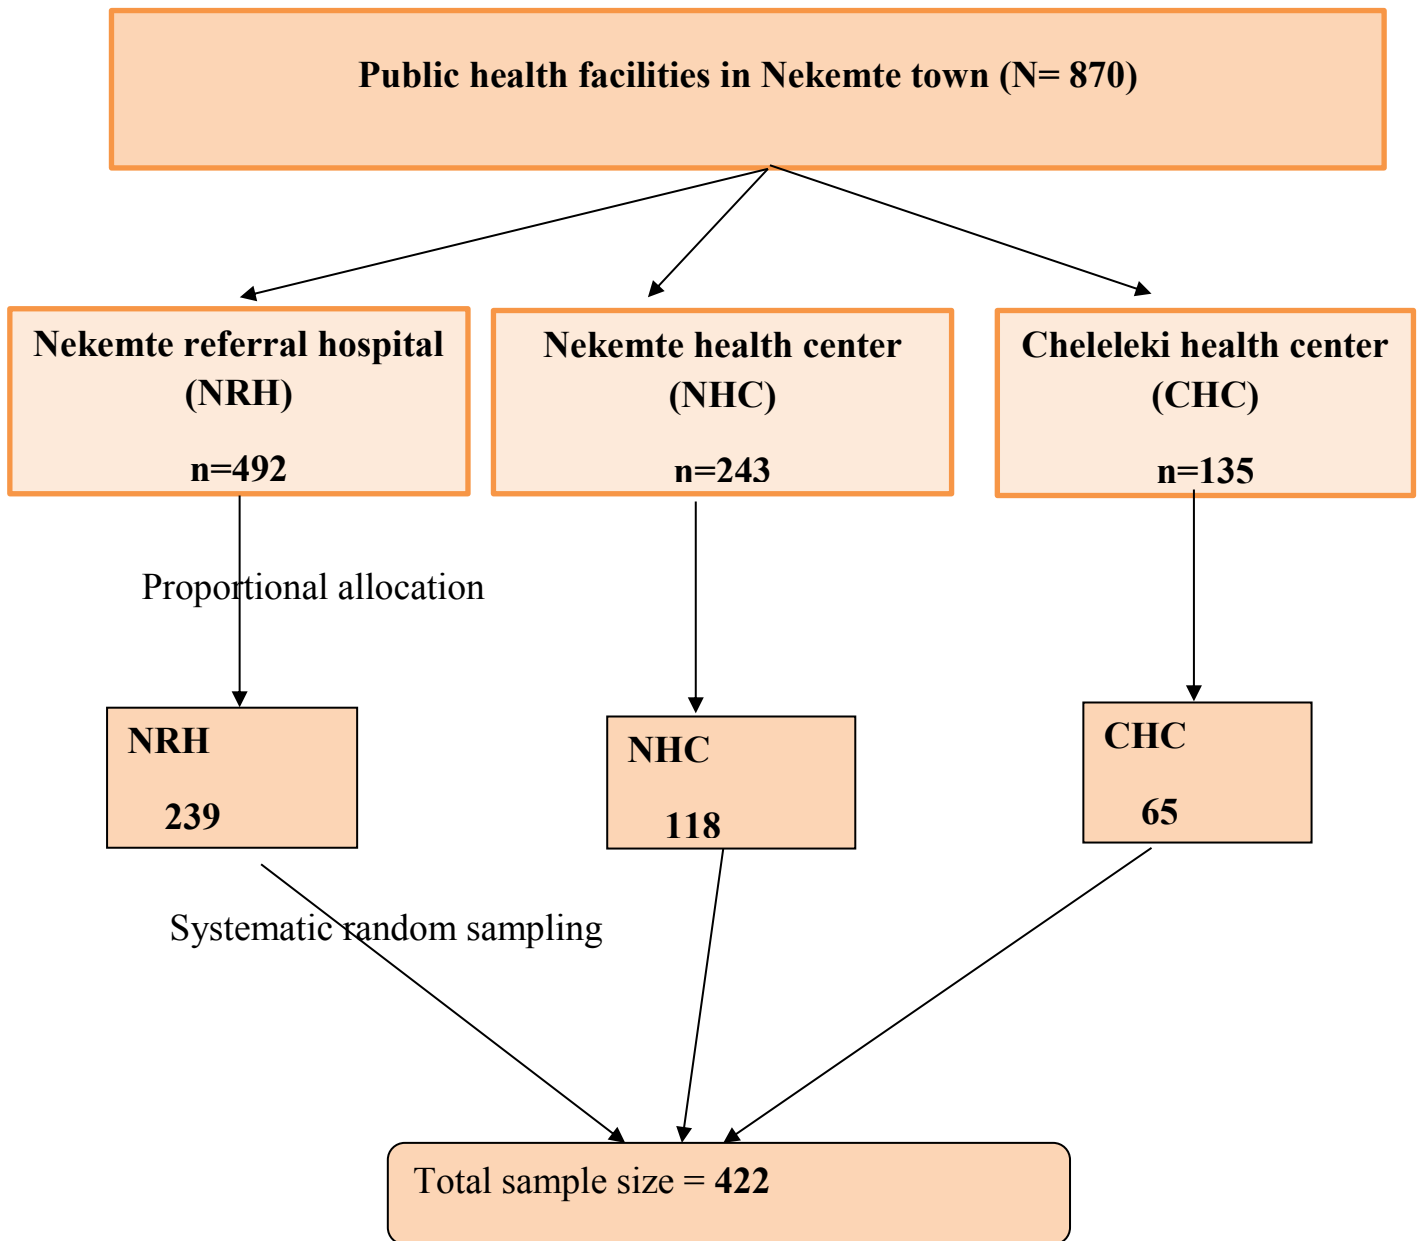 Public health facilities in Nekemte town (N= 870)
Nekemte referral hospital
(NRH)
n=492
Nekemte health center
(NHC)
n=243
Cheleleki health center
(CHC)
n=135
Proportional allocation
NRH
239
NHC
118
CHC
65
Systematic random sampling
Total sample size = 422